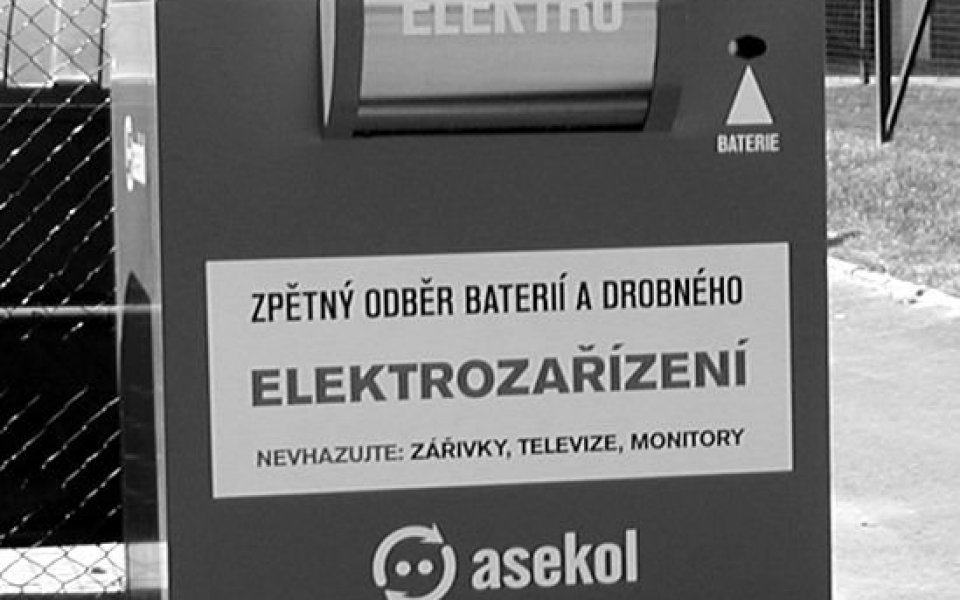 ELEKTRO
BATERIE
ZPĚTNÝ ODBĚR BATERIÍ A DROBNÉHO
ELEKTROZAŘÍZENÍ
NEVHAZUJTE: ZÁŘIVKY, TELEVIZE, MONITORY
asekol